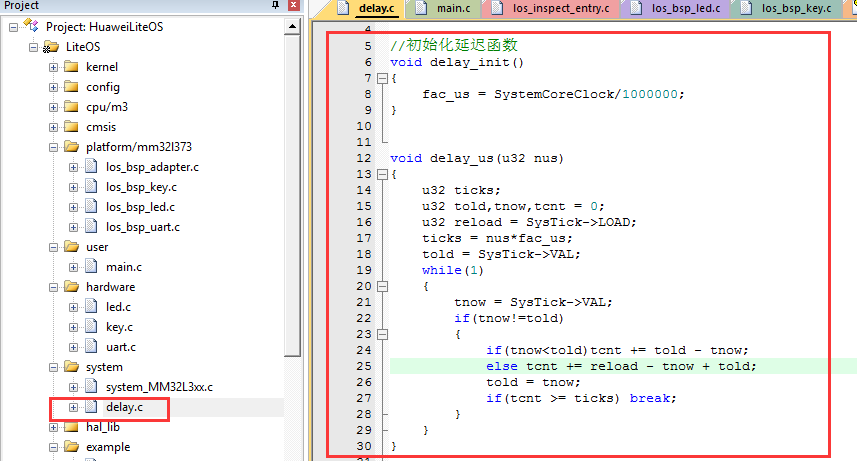 Project
Project: HuaweiLiteOS
LiteOS
kernel
config
cpu/m3
cmsis
platform/mm32l373
los_bsp_adapter.c
los_bsp_key.c
los_bsp_led.c
los_bsp_uart.c
user
main.c
hardware
led.c
key.c
uart.c
system
system_MM32L3xx.c
delay.c
hal_lib
example
delay.c main.c los_inspect_entry.c los_bsp_led.c los_bsp_key.c
4
5 //初始化延迟函数
6 void delay_init()
7 {
8 fac_us = SystemCoreClock/1000000;
9 }
10
11
12 void delay_us(u32 nus)
13 {
14 u32 ticks;
15 u32 told,tnow,tcnt = 0;
16 u32 reload = SysTick->LOAD;
17 ticks = nus*fac_us;
18 told = SysTick->VAL;
19 while(1)
20 {
21 tnow = SysTick->VAL;
22 if(tnow!=told)
23 {
24 if(tnow<told)tcnt += told - tnow;
25 else tcnt += reload - tnow + told;
26 told = tnow;
27 if(tcnt >= ticks) break;
28 }
29 }
30 }